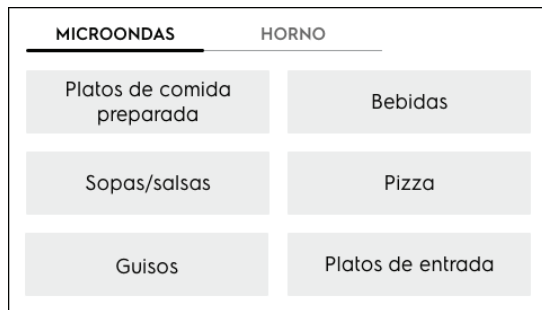 MICROONDAS HORNO
Platos de comida
preparada
Bebidas
Sopas/salsas
Pizza
Guisos
Platos de entrada